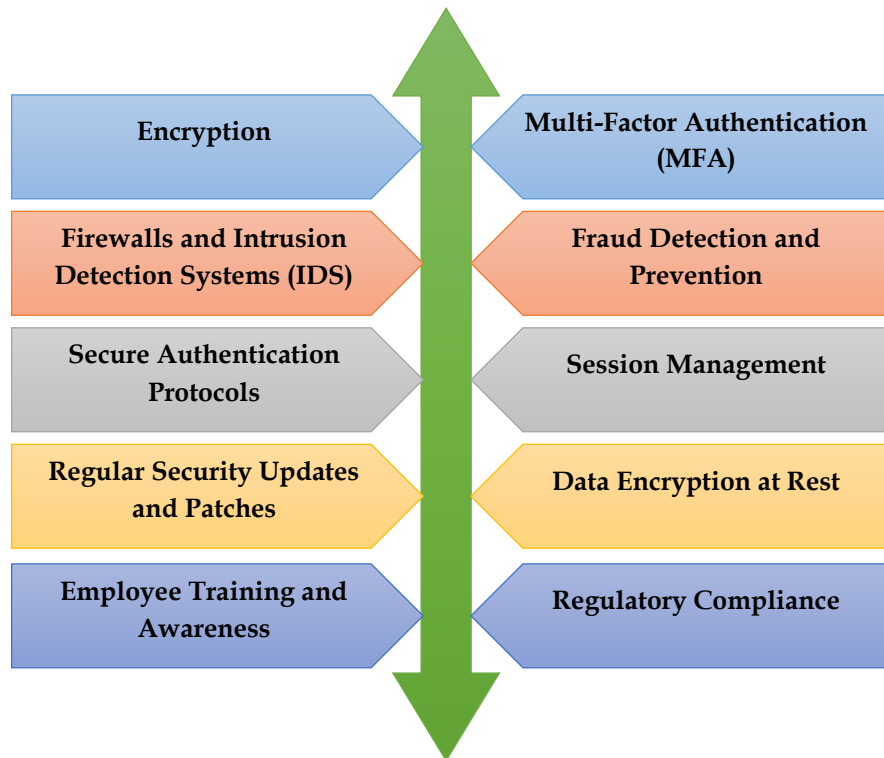 Encryption
Multi-Factor Authentication
(MFA)
Firewalls and Intrusion
Detection Systems (IDS)
Fraud Detection and
Prevention
Secure Authentication
Protocols
Session Management
Regular Security Updates
and Patches
Data Encryption at Rest
Employee Training and
Awareness
Regulatory Compliance